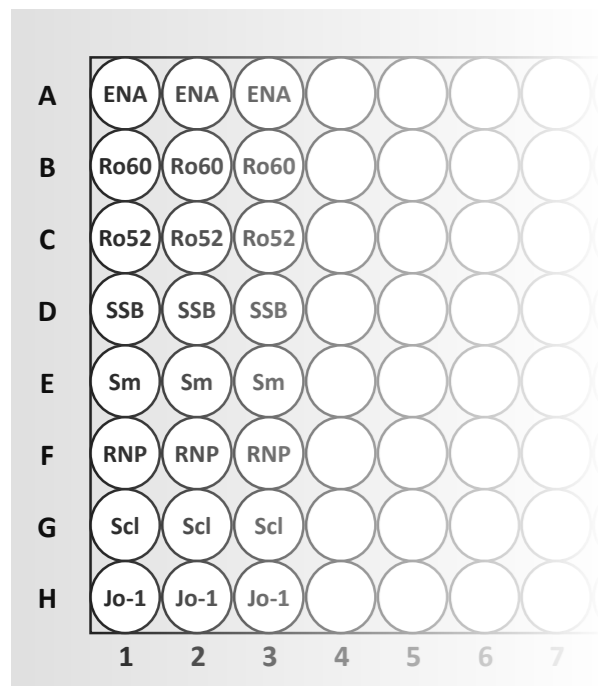 A ENA ENA ENA
B Ro60 Ro60 Ro60
C Ro52 Ro52 Ro52
D SSB SSB SSB
E Sm Sm Sm
F RNP RNP RNP
G Scl Scl Scl
H Jo-1 Jo-1 Jo-1
1 2 3 4 5 6 7